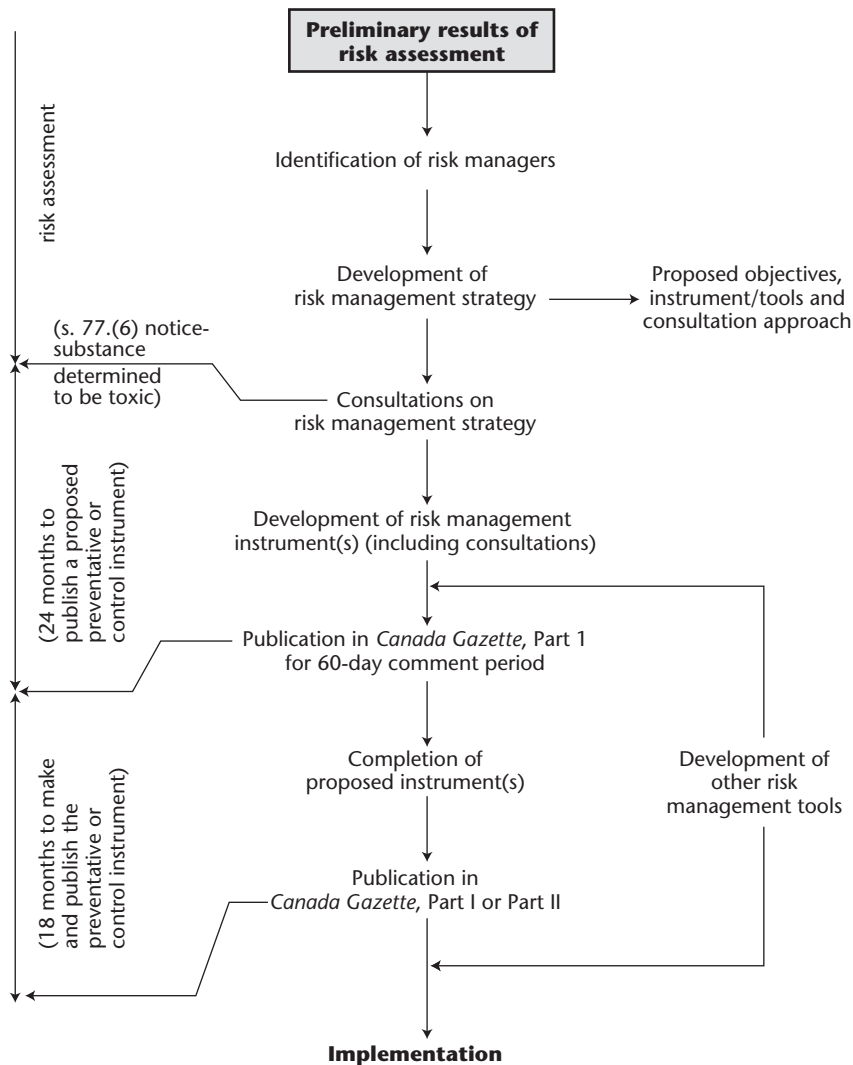 Preliminary results of
risk assessment
risk assessment
Identification of risk managers
Development of
risk management strategy
Proposed objectives,
instrument/tools and
consultation approach
(s. 77.(6) notice-
substance
determined
to be toxic)
Consultations on
risk management strategy
(24 months to
publish a proposed
preventative or
control instrument)
Development of risk management
instrument(s) (including consultations)
Publication in Canada Gazette, Part 1
for 60-day comment period
(18 months to make
and publish the
preventative or
control instrument)
Completion of
proposed instrument(s)
Development of
other risk
management tools
Publication in
Canada Gazette, Part I or Part II
Implementation